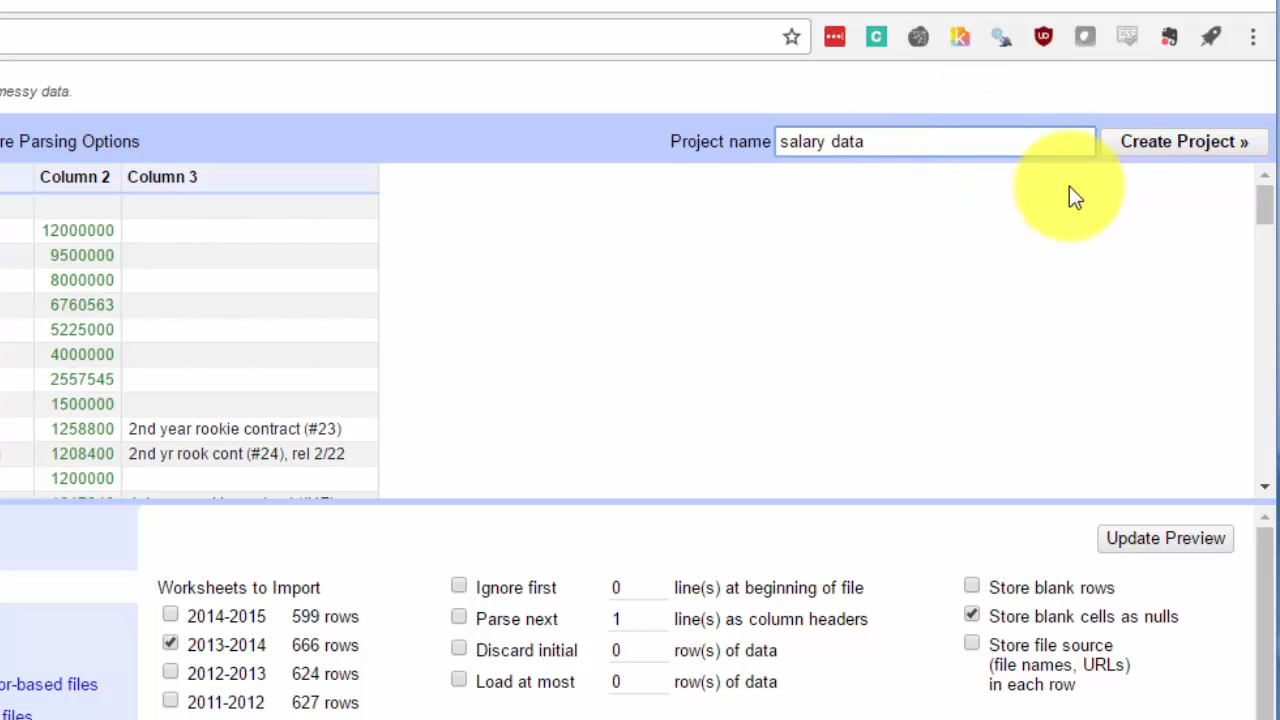 messy data.
re Parsing Options
Project name salary data Create Project »
Column 2 Column 3
12000000
9500000
8000000
6760563
5225000
4000000
2557545
1500000
1258800 2nd year rookie contract (#23)
1208400 2nd yr rook cont (#24), rel 2/22
1200000
Update Preview
Worksheets to Import
2014-2015 599 rows
2013-2014 666 rows
2012-2013 624 rows
2011-2012 627 rows
Ignore first 0 line(s) at beginning of file
Parse next 1 line(s) as column headers
Discard initial 0 row(s) of data
Load at most 0 row(s) of data
Store blank rows
Store blank cells as nulls
Store file source
(file names, URLs)
in each row
or-based files
files